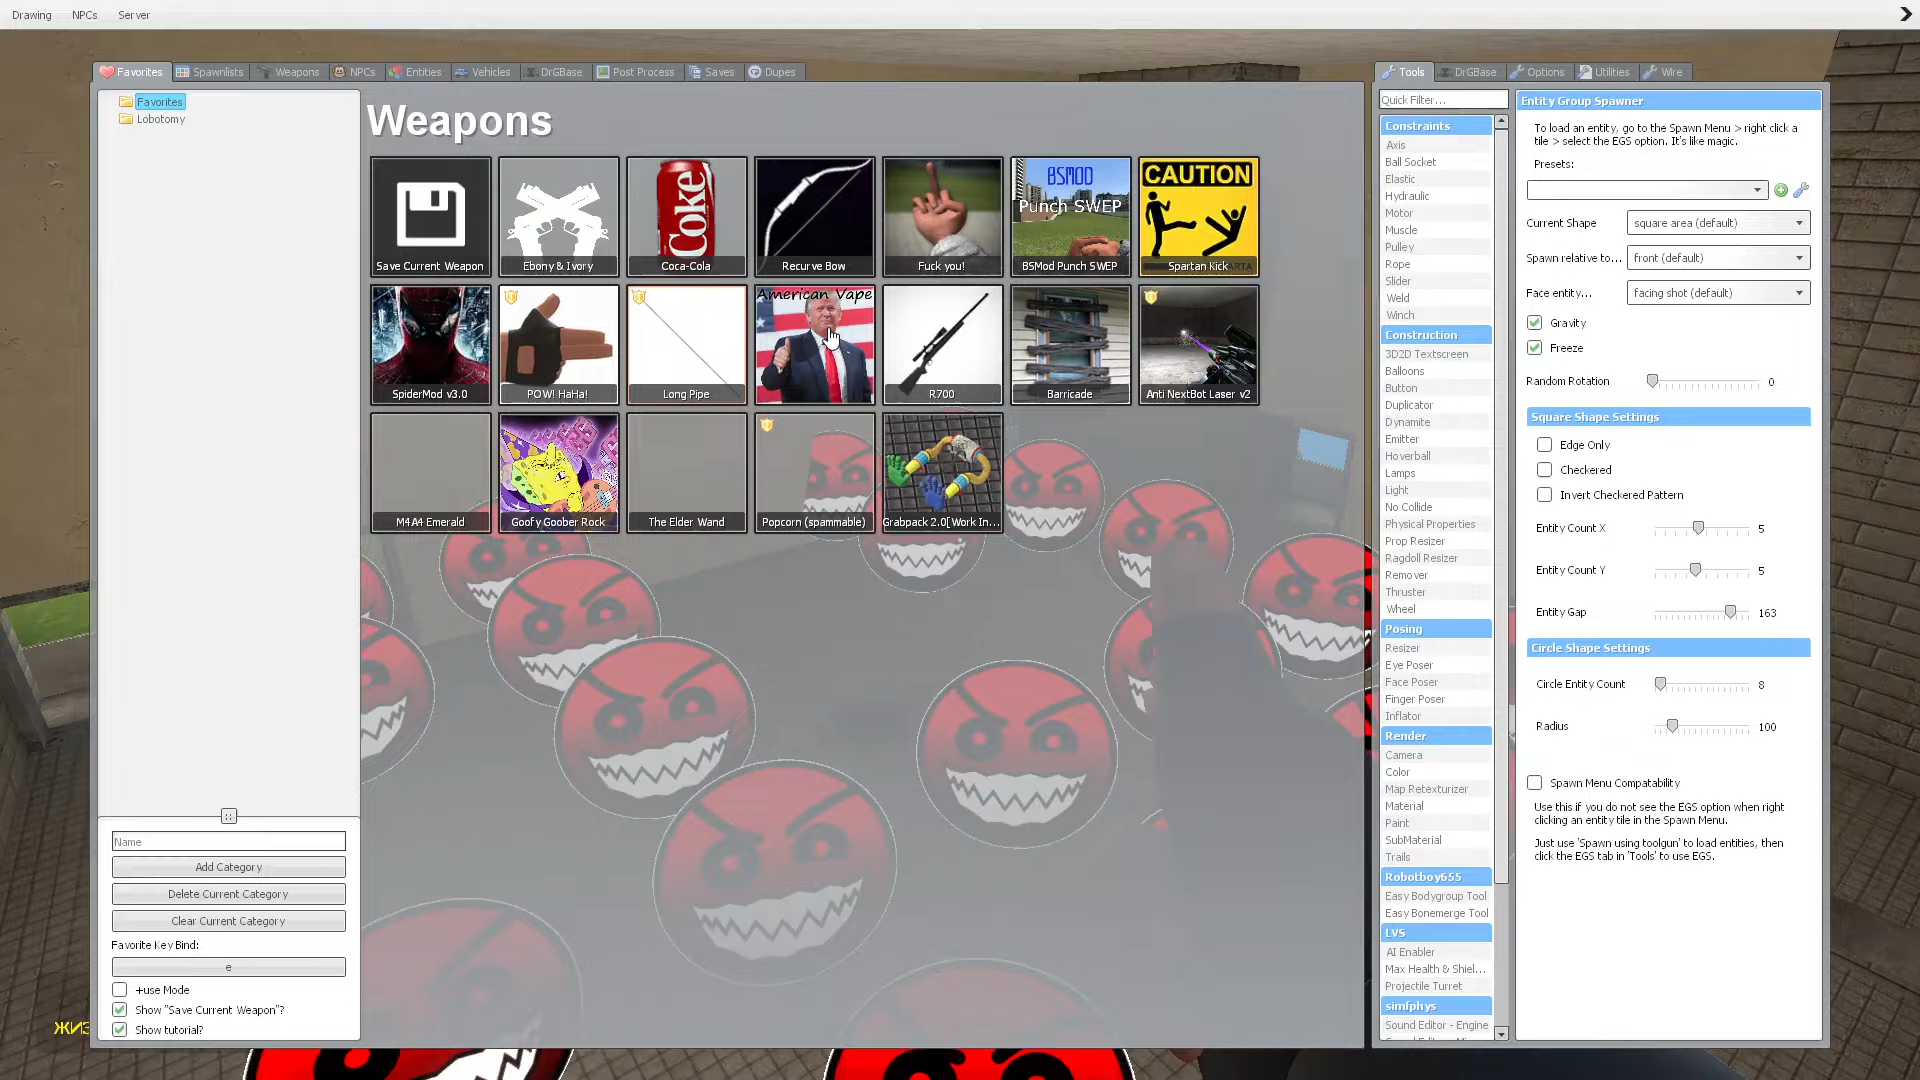 Drawing NPCs Server
Favorites Spawnlists Weapons NPCs Entities Vehicles DrGBase Post Process Saves Dupes
Favorites
Lobotomy
Name
Add Category
Delete Current Category
Clear Current Category
Favorite Key Bind:
e
+use Mode
Show "Save Current Weapon"?
Show tutorial?
ЖИЗ
Weapons
Save Current Weapon
Ebony & Ivory
Coke
Coca-Cola
Recurve Bow
Fuck you!
BSMOD
Punch SWEP
BSMod Punch SWEP
CAUTION
Spartan Kick
SpiderMod v3.0
POW! HaHa!
Long Pipe
American Vape
R700
Barricade
Anti NextBot Laser v2
M4A4 Emerald
Goofy Goober Rock
The Elder Wand
Popcorn (spammable)
Grabpack 2.0[Work In...
Tools DrGBase Options Utilities Wire
Quick Filter...
Constraints
Axis
Ball Socket
Elastic
Hydraulic
Motor
Muscle
Pulley
Rope
Slider
Weld
Winch
Construction
3D2D Textscreen
Balloons
Button
Duplicator
Dynamite
Emitter
Hoverball
Lamps
Light
No Collide
Physical Properties
Prop Resizer
Ragdoll Resizer
Remover
Thruster
Wheel
Posing
Resizer
Eye Poser
Face Poser
Finger Poser
Inflator
Render
Camera
Color
Map Retexturizer
Material
Paint
SubMaterial
Trails
Robotboy655
Easy Bodygroup Tool
Easy Bonemerge Tool
LVS
AI Enabler
Max Health & Shiel...
Projectile Turret
simfphys
Sound Editor - Engine
Entity Group Spawner
To load an entity, go to the Spawn Menu > right click a
tile > select the EGS option. It's like magic.
Presets:
Current Shape square area (default)
Spawn relative to... front (default)
Face entity... facing shot (default)
Gravity
Freeze
Random Rotation 0
Square Shape Settings
Edge Only
Checkered
Invert Checkered Pattern
Entity Count X 5
Entity Count Y 5
Entity Gap 163
Circle Shape Settings
Circle Entity Count 8
Radius 100
Spawn Menu Compatability
Use this if you do not see the EGS option when right
clicking an entity tile in the Spawn Menu.
Just use 'Spawn using toolgun' to load entities, then
click the EGS tab in 'Tools' to use EGS.